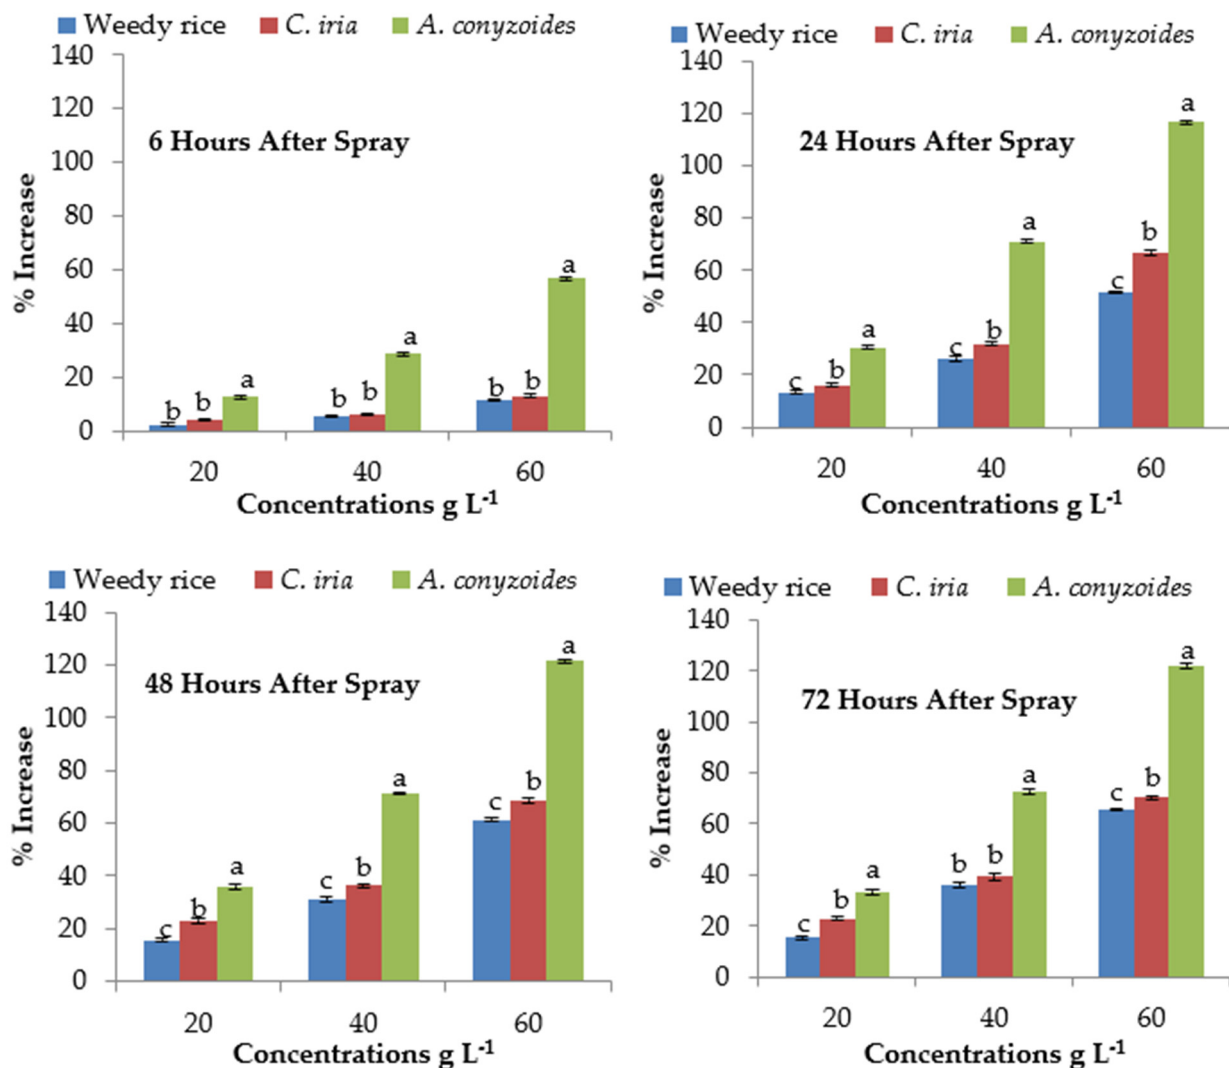 Weedy rice C. iria A. conyzoides
140
120
100
80
60
40
20
0
% Increase
6 Hours After Spray
b b a
b b a
b b a
20 40 60
Concentrations g L-1
Weedy rice C. iria A. conyzoides
140
120
100
80
60
40
20
0
% Increase
24 Hours After Spray
c b a
c b a
c b a
20 40 60
Concentrations g L-1
Weedy rice C. iria A. conyzoides
140
120
100
80
60
40
20
0
% Increase
48 Hours After Spray
c b a
c b a
c b a
20 40 60
Concentrations g L-1
Weedy rice C. iria A. conyzoides
140
120
100
80
60
40
20
0
% Increase
72 Hours After Spray
c b a
b b a
c b a
20 40 60
Concentrations g L-1